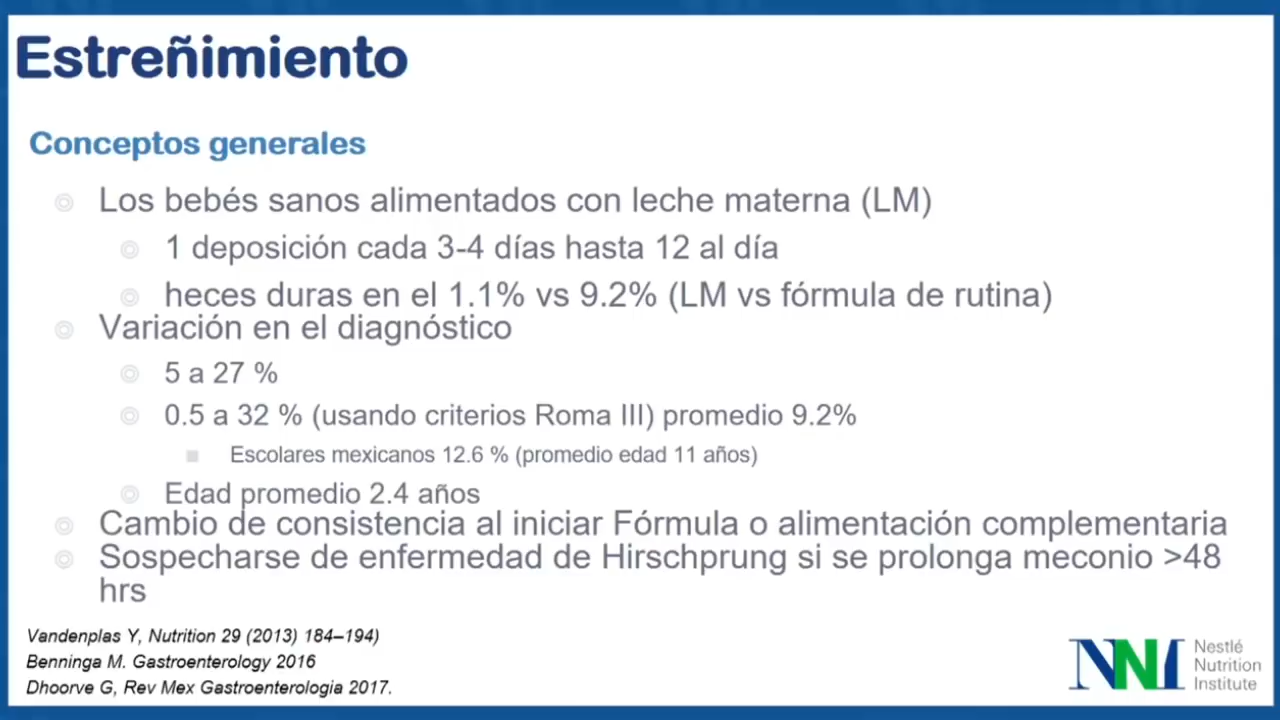 Estreñimiento
Conceptos generales
Los bebés sanos alimentados con leche materna (LM)
1 deposición cada 3-4 días hasta 12 al día
heces duras en el 1.1% vs 9.2% (LM vs fórmula de rutina)
Variación en el diagnóstico
5 a 27 %
0.5 a 32 % (usando criterios Roma III) promedio 9.2%
Escolares mexicanos 12.6 % (promedio edad 11 años)
Edad promedio 2.4 años
Cambio de consistencia al iniciar Fórmula o alimentación complementaria
Sospecharse de enfermedad de Hirschprung si se prolonga meconio >48
hrs
Vandenplas Y, Nutrition 29 (2013) 184–194)
Benninga M. Gastroenterology 2016
Dhoorve G, Rev Mex Gastroenterologia 2017.
NNI
Nestlé
Nutrition
Institute